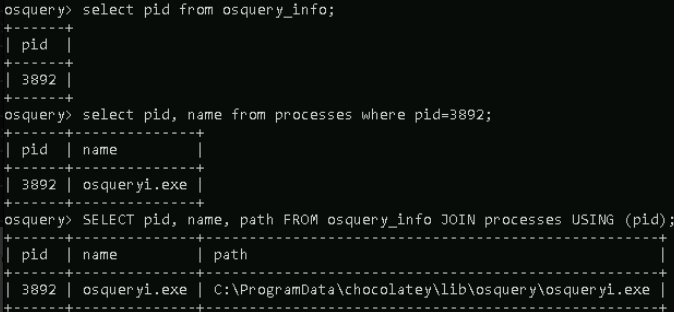 osquery> select pid from osquery_info;
+------+
| pid  |
+------+
| 3892 |
+------+
osquery> select pid, name from processes where pid=3892;
+------+--------------+
| pid  | name         |
+------+--------------+
| 3892 | osqueryi.exe |
+------+--------------+
osquery> SELECT pid, name, path FROM osquery_info JOIN processes USING (pid);
+------+--------------+-----------------------------------------------------+
| pid  | name         | path                                                |
+------+--------------+-----------------------------------------------------+
| 3892 | osqueryi.exe | C:\ProgramData\chocolatey\lib\osquery\osqueryi.exe |
+------+--------------+-----------------------------------------------------+